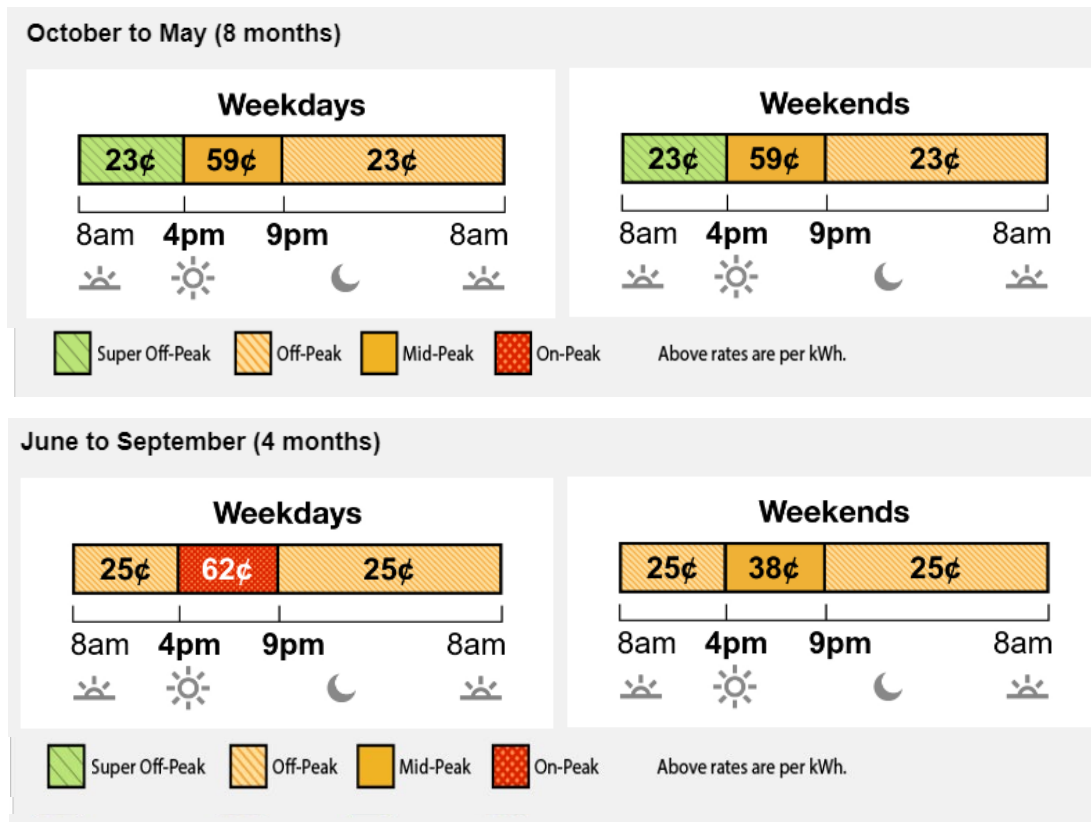 October to May (8 months)
Weekdays
23¢ 59¢ 23¢
8am 4pm 9pm 8am
Weekends
23¢ 59¢ 23¢
8am 4pm 9pm 8am
Super Off-Peak Off-Peak Mid-Peak On-Peak Above rates are per kWh.
June to September (4 months)
Weekdays
25¢ 62¢ 25¢
8am 4pm 9pm 8am
Weekends
25¢ 38¢ 25¢
8am 4pm 9pm 8am
Super Off-Peak Off-Peak Mid-Peak On-Peak Above rates are per kWh.